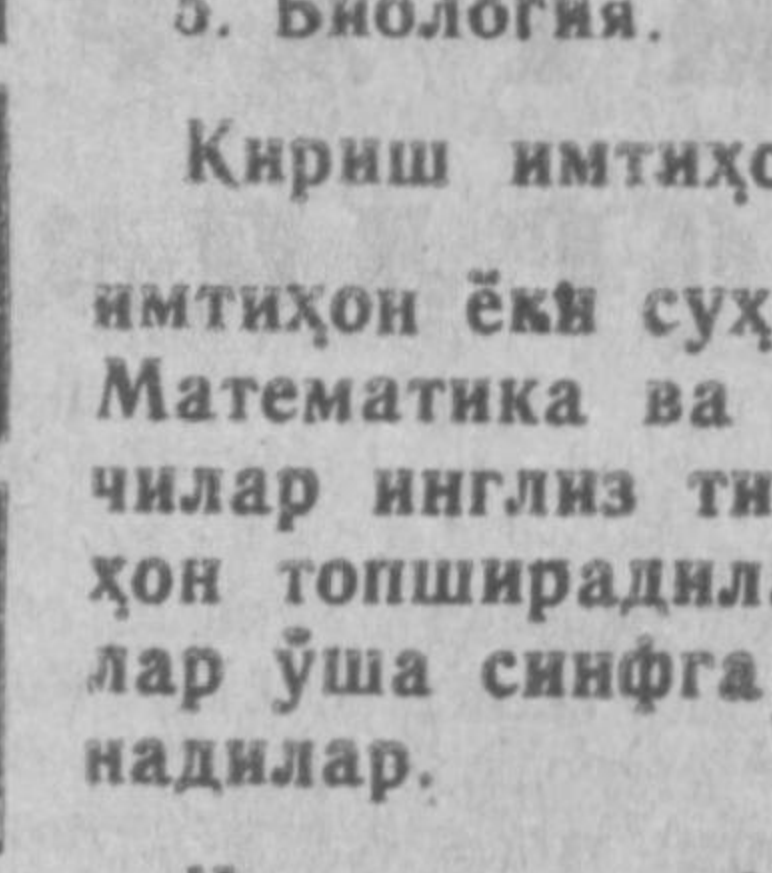 5. Биология.
Кириш имтиҳо
имтиҳон ёки суҳ
Математика ва
чилар инглиз ти
ҳон топширадил
лар ўша синфга
надилар.